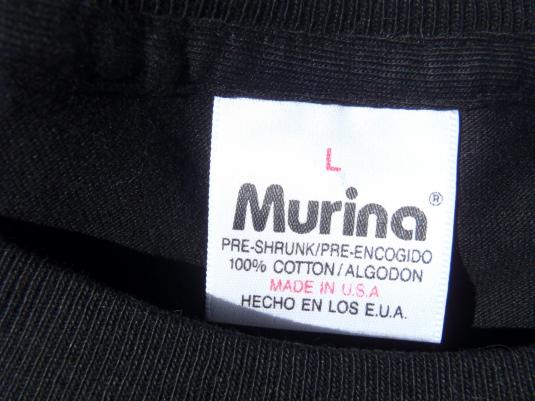 L
Murina®
PRE-SHRUNK/PRE-ENCOGIDO
100% COTTON/ALGODON
MADE IN U.S.A
HECHO EN LOS E.U.A.